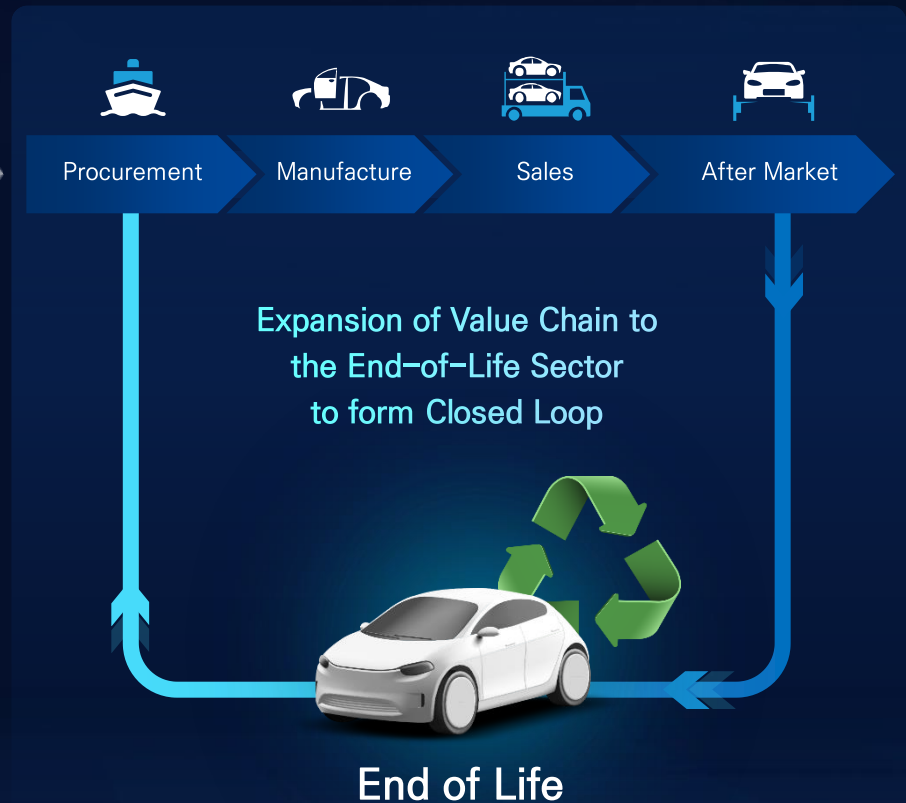 Procurement
Manufacture
Sales
After Market
Expansion of Value Chain to
the End-of-Life Sector
to form Closed Loop
End of Life